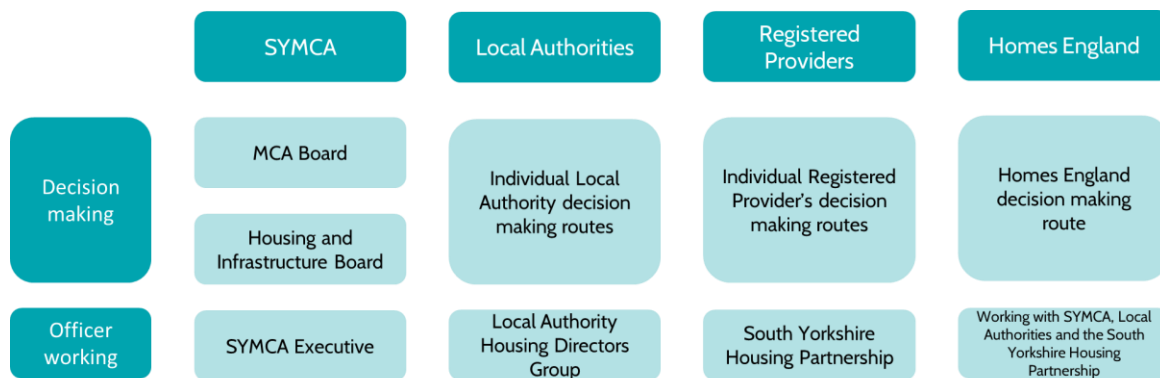 SYMCA
Local Authorities
Registered
Providers
Homes England
Decision
making
MCA Board
Housing and
Infrastructure Board
Individual Local
Authority decision
making routes
Individual Registered
Provider's decision
making routes
Homes England
decision making
route
Officer
working
SYMCA Executive
Local Authority
Housing Directors
Group
South Yorkshire
Housing Partnership
Working with SYMCA, Local
Authorities and the South
Yorkshire Housing
Partnership